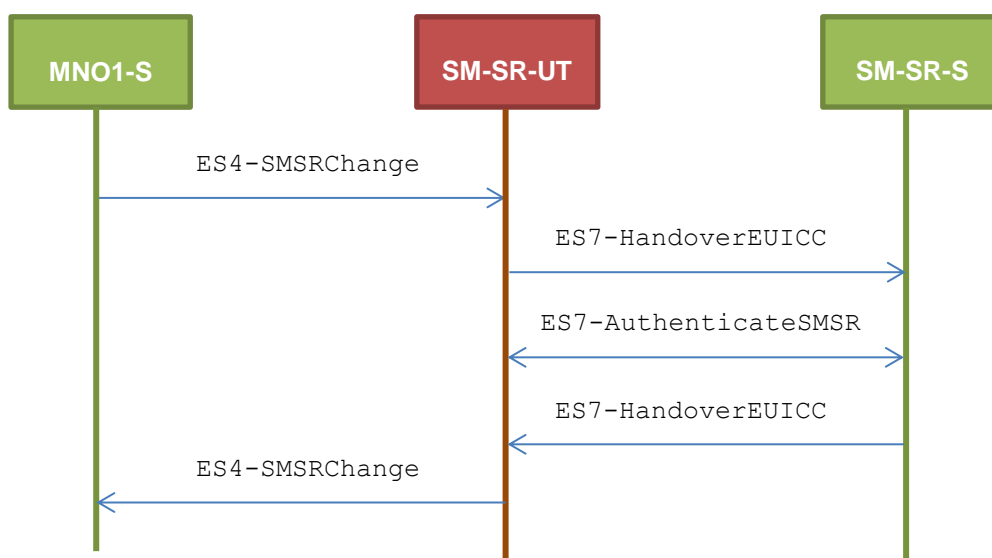 MNO1-S
SM-SR-UT
SM-SR-S
ES4-SMSRChange
ES7-HandoverEUICC
ES7-AuthenticateSMSR
ES7-HandoverEUICC
ES4-SMSRChange